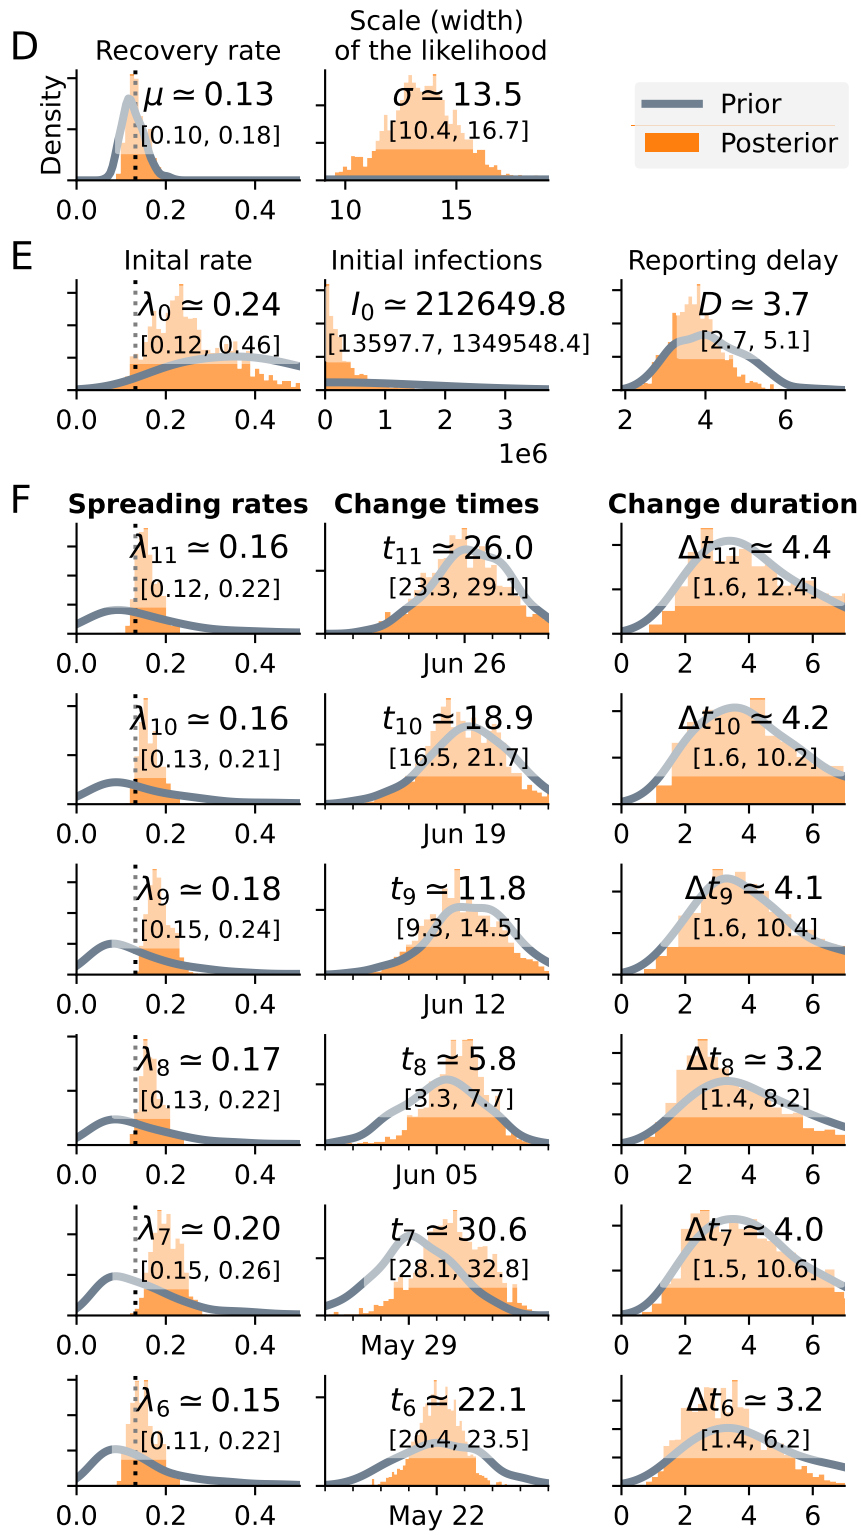 D
Recovery rate
Scale (width)
of the likelihood
Density
μ ≃ 0.13
[0.10, 0.18]
σ ≃ 13.5
[10.4, 16.7]
Prior
Posterior
0.0 0.2 0.4
10 15
E
Inital rate
Initial infections
Reporting delay
λ0 ≃ 0.24
[0.12, 0.46]
I0 ≃ 212649.8
[13597.7, 1349548.4]
D ≃ 3.7
[2.7, 5.1]
0.0 0.2 0.4
0 1 2 3
1e6
2 4 6
F
Spreading rates
Change times
Change duration
λ11 ≃ 0.16
[0.12, 0.22]
t11 ≃ 26.0
[23.3, 29.1]
Δt11 ≃ 4.4
[1.6, 12.4]
0.0 0.2 0.4
Jun 26
0 2 4 6
λ10 ≃ 0.16
[0.13, 0.21]
t10 ≃ 18.9
[16.5, 21.7]
Δt10 ≃ 4.2
[1.6, 10.2]
0.0 0.2 0.4
Jun 19
0 2 4 6
λ9 ≃ 0.18
[0.15, 0.24]
t9 ≃ 11.8
[9.3, 14.5]
Δt9 ≃ 4.1
[1.6, 10.4]
0.0 0.2 0.4
Jun 12
0 2 4 6
λ8 ≃ 0.17
[0.13, 0.22]
t8 ≃ 5.8
[3.3, 7.7]
Δt8 ≃ 3.2
[1.4, 8.2]
0.0 0.2 0.4
Jun 05
0 2 4 6
λ7 ≃ 0.20
[0.15, 0.26]
t7 ≃ 30.6
[28.1, 32.8]
Δt7 ≃ 4.0
[1.5, 10.6]
0.0 0.2 0.4
May 29
0 2 4 6
λ6 ≃ 0.15
[0.11, 0.22]
t6 ≃ 22.1
[20.4, 23.5]
Δt6 ≃ 3.2
[1.4, 6.2]
0.0 0.2 0.4
May 22
0 2 4 6